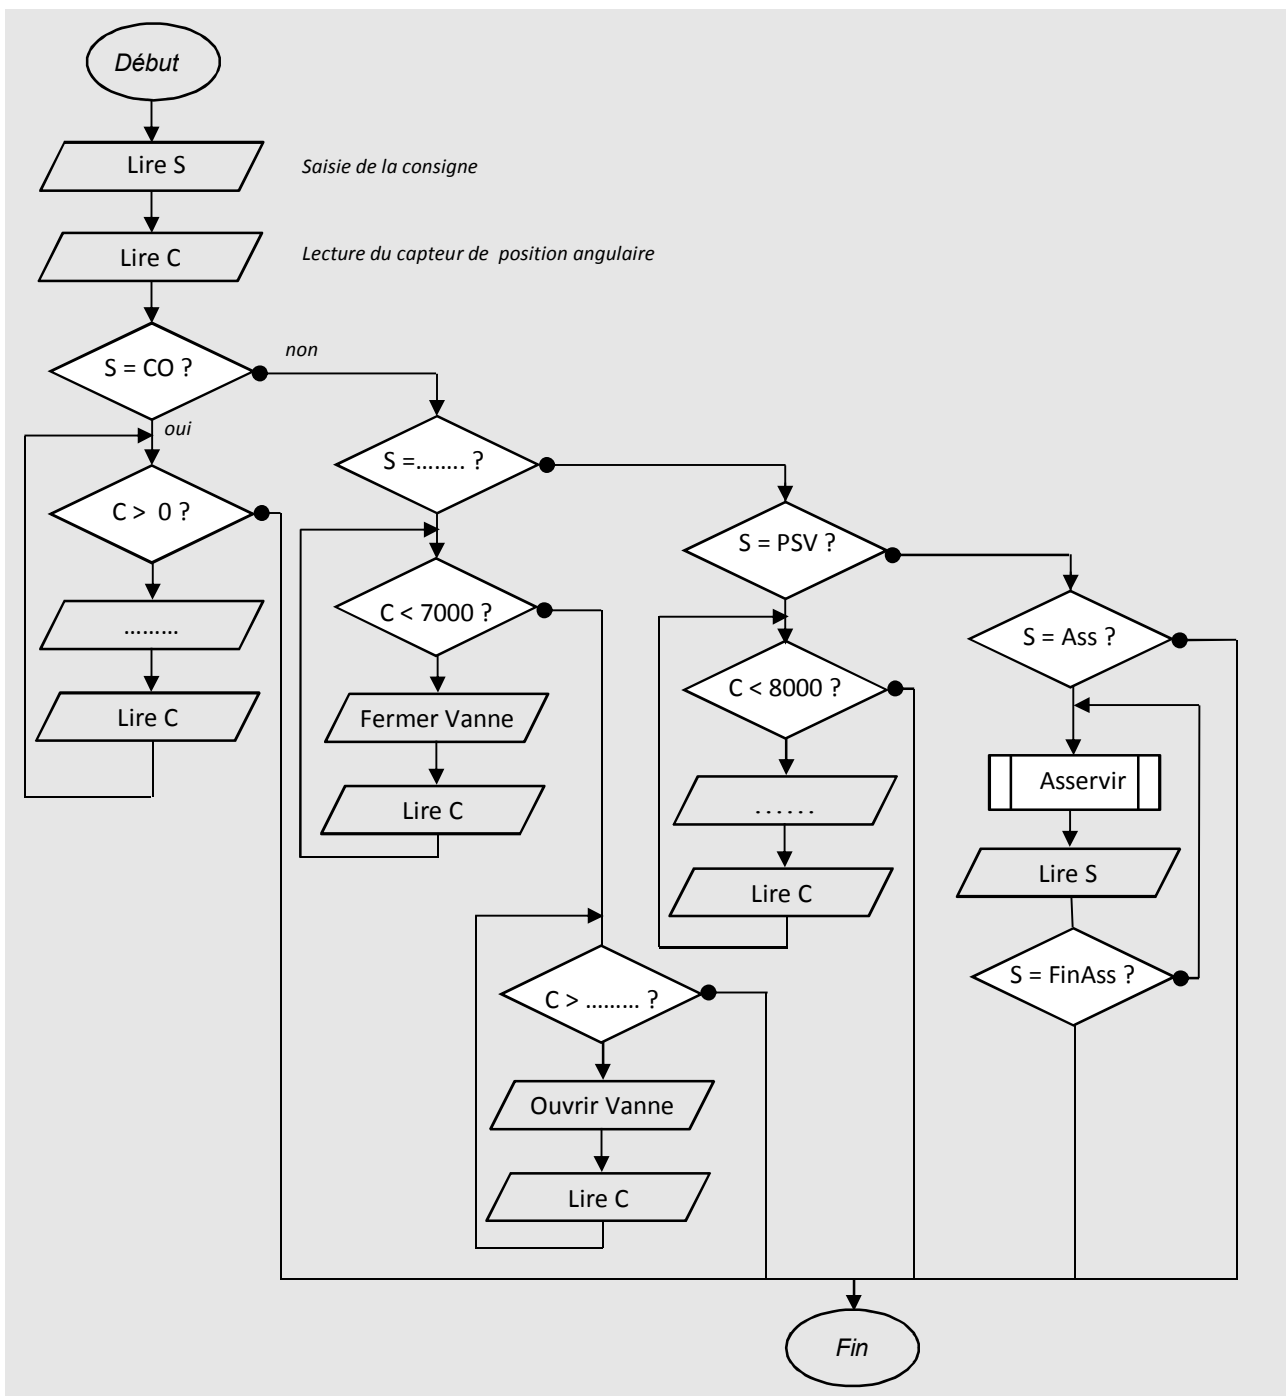 Début
Lire S
Saisie de la consigne
Lire C
Lecture du capteur de position angulaire
S = CO ?
non
oui
S =…..... ?
C > 0 ?
S = PSV ?
………
C < 7000 ?
S = Ass ?
Lire C
Fermer Vanne
C < 8000 ?
Lire C
. . . . . .
Asservir
Lire C
Lire S
C > ……… ?
S = FinAss ?
Ouvrir Vanne
Lire C
Fin